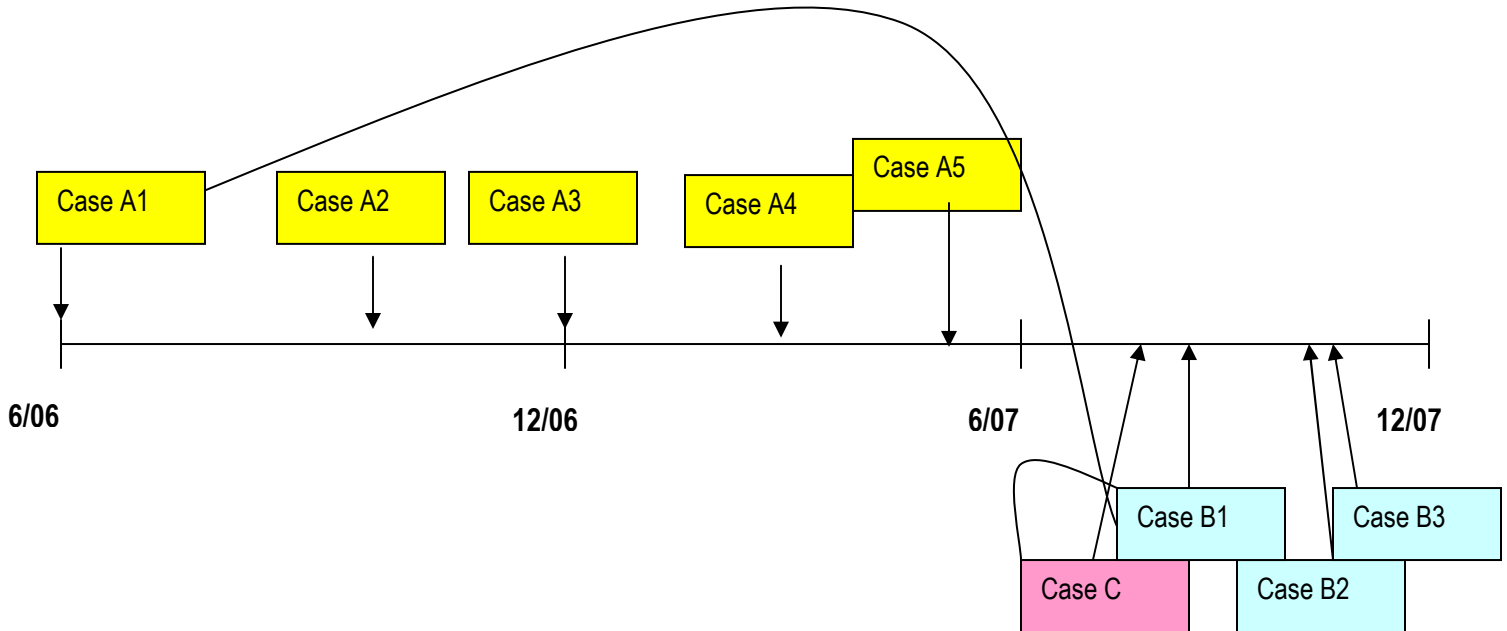 Case A1
Case A2
Case A3
Case A4
Case A5
6/06
12/06
6/07
12/07
Case B1
Case B3
Case C
Case B2